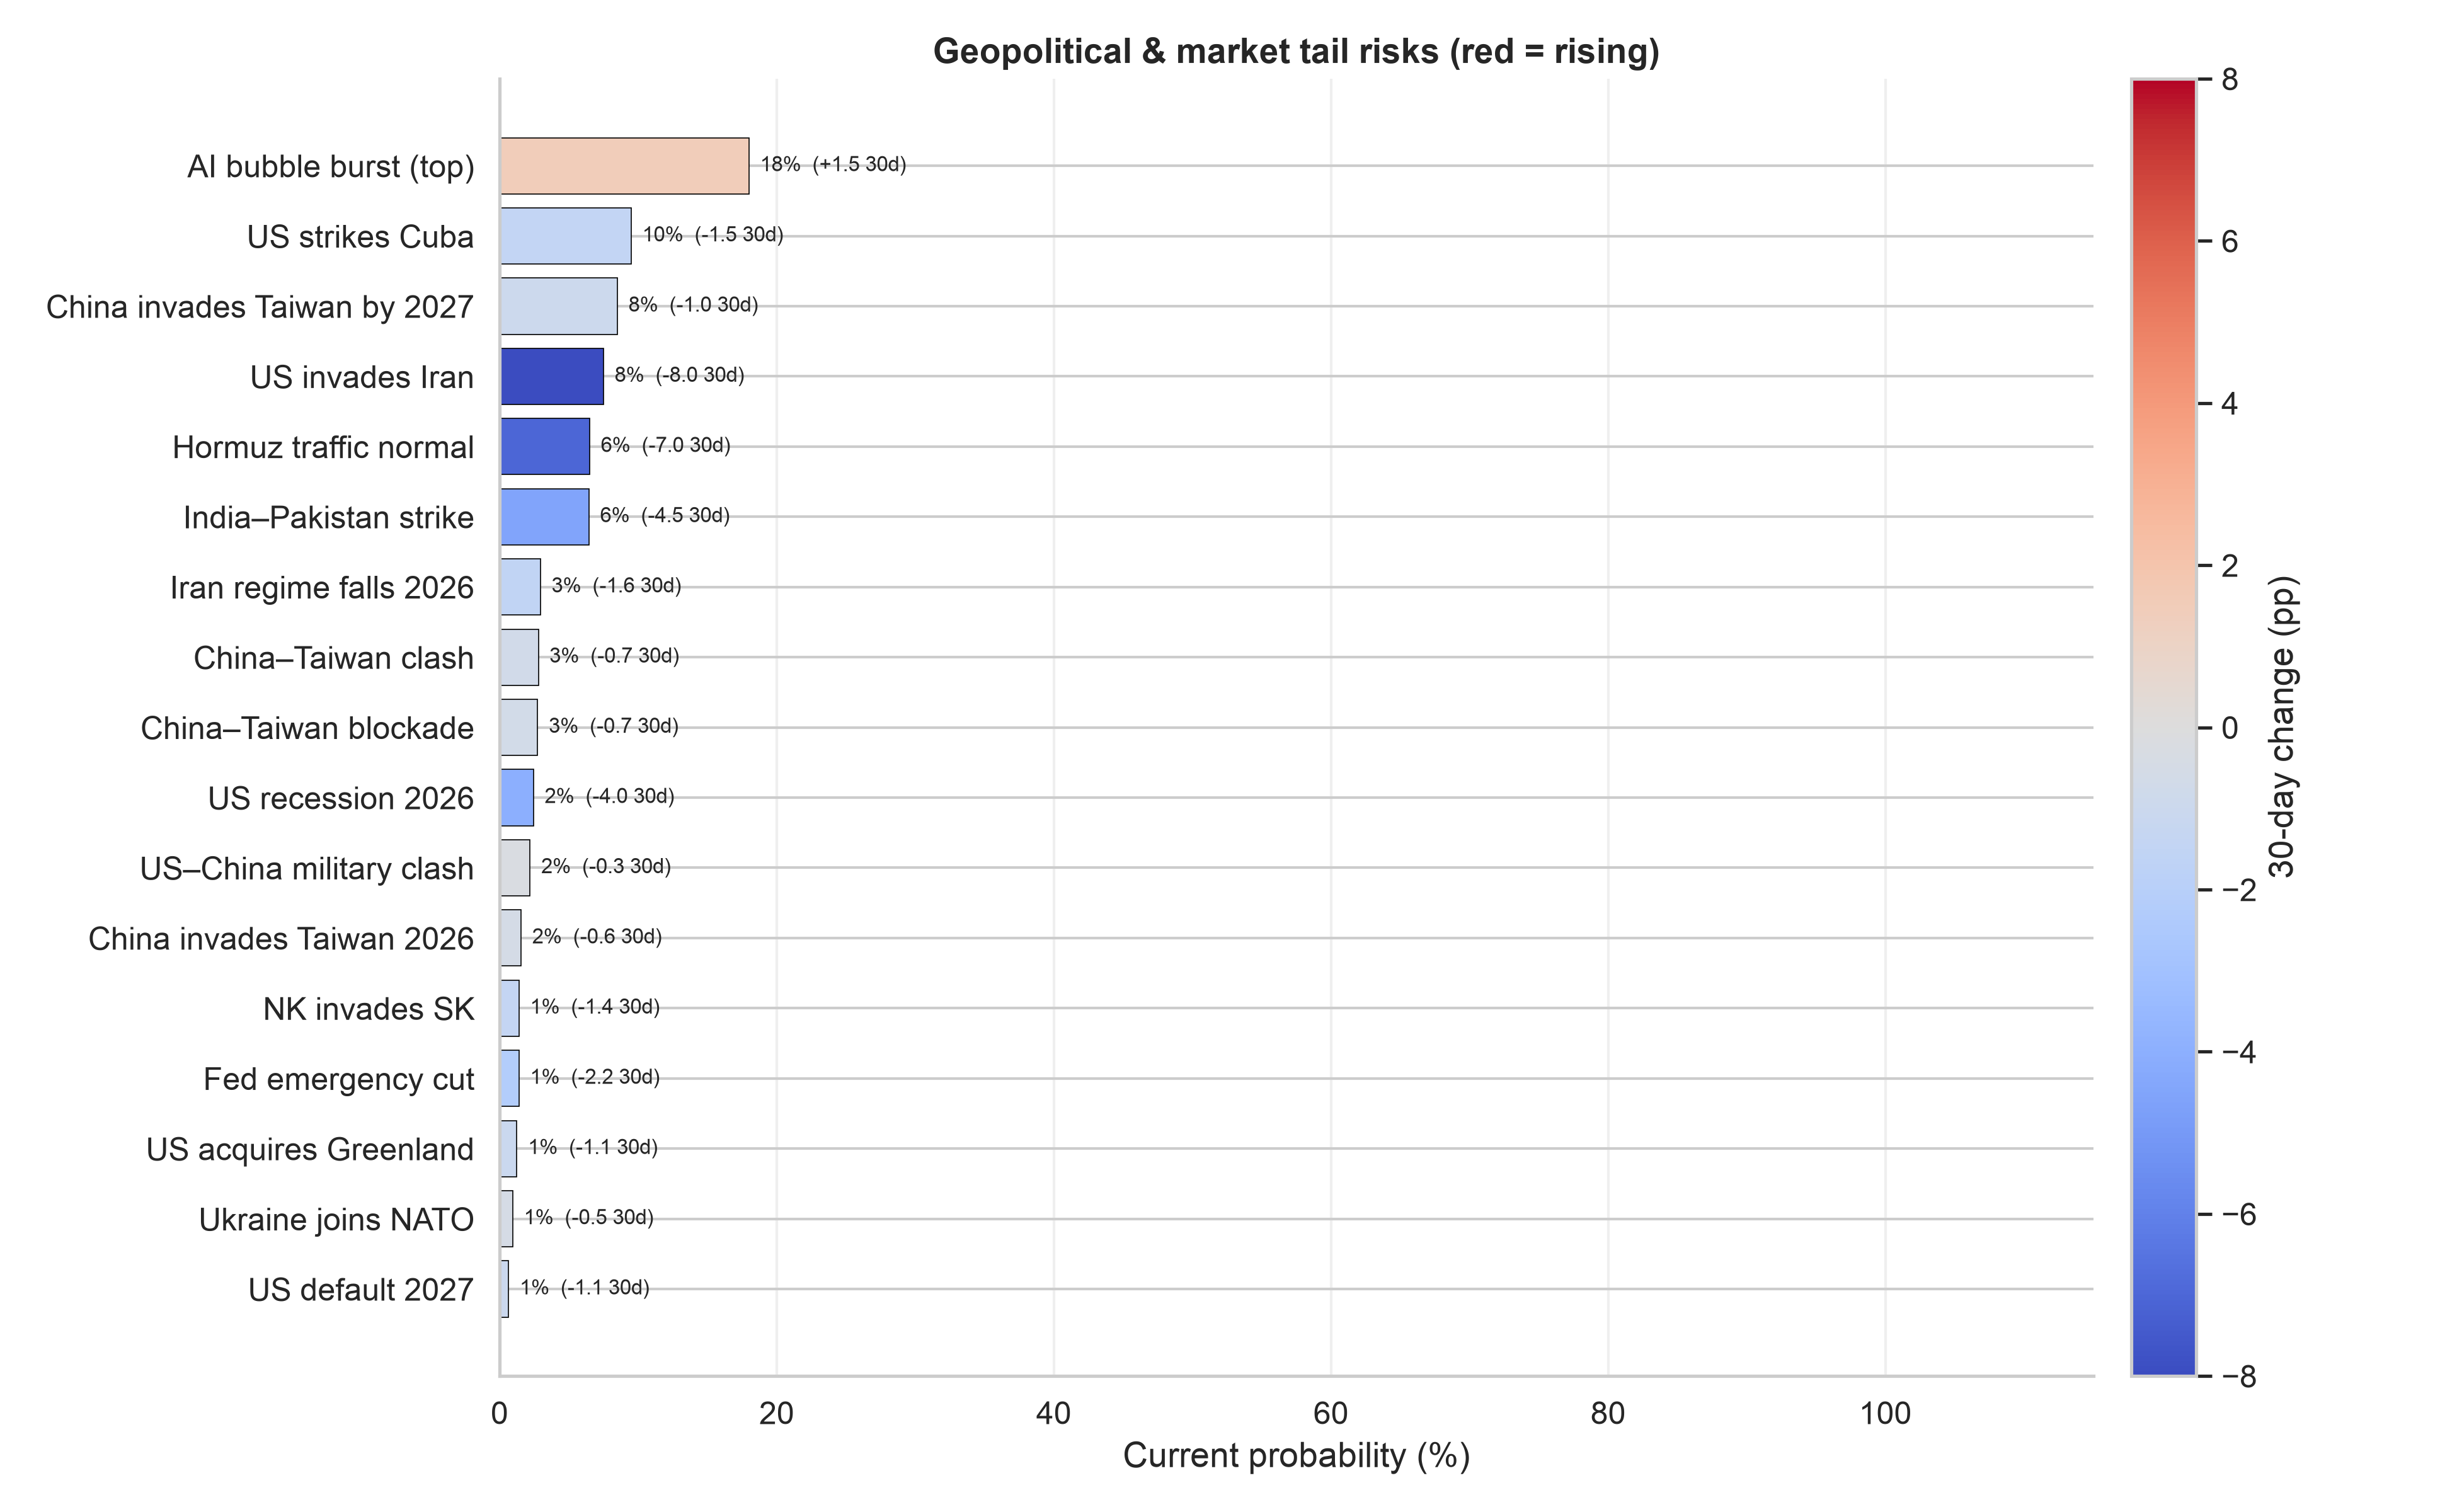 Geopolitical & market tail risks (red = rising)
AI bubble burst (top) 18% (+1.5 30d)
US strikes Cuba 10% (-1.5 30d)
China invades Taiwan by 2027 8% (-1.0 30d)
US invades Iran 8% (-8.0 30d)
Hormuz traffic normal 6% (-7.0 30d)
India–Pakistan strike 6% (-4.5 30d)
Iran regime falls 2026 3% (-1.6 30d)
China–Taiwan clash 3% (-0.7 30d)
China–Taiwan blockade 3% (-0.7 30d)
US recession 2026 2% (-4.0 30d)
US–China military clash 2% (-0.3 30d)
China invades Taiwan 2026 2% (-0.6 30d)
NK invades SK 1% (-1.4 30d)
Fed emergency cut 1% (-2.2 30d)
US acquires Greenland 1% (-1.1 30d)
Ukraine joins NATO 1% (-0.5 30d)
US default 2027 1% (-1.1 30d)
0 20 40 60 80 100
Current probability (%)
8
6
4
2
0
−2
−4
−6
−8
30-day change (pp)